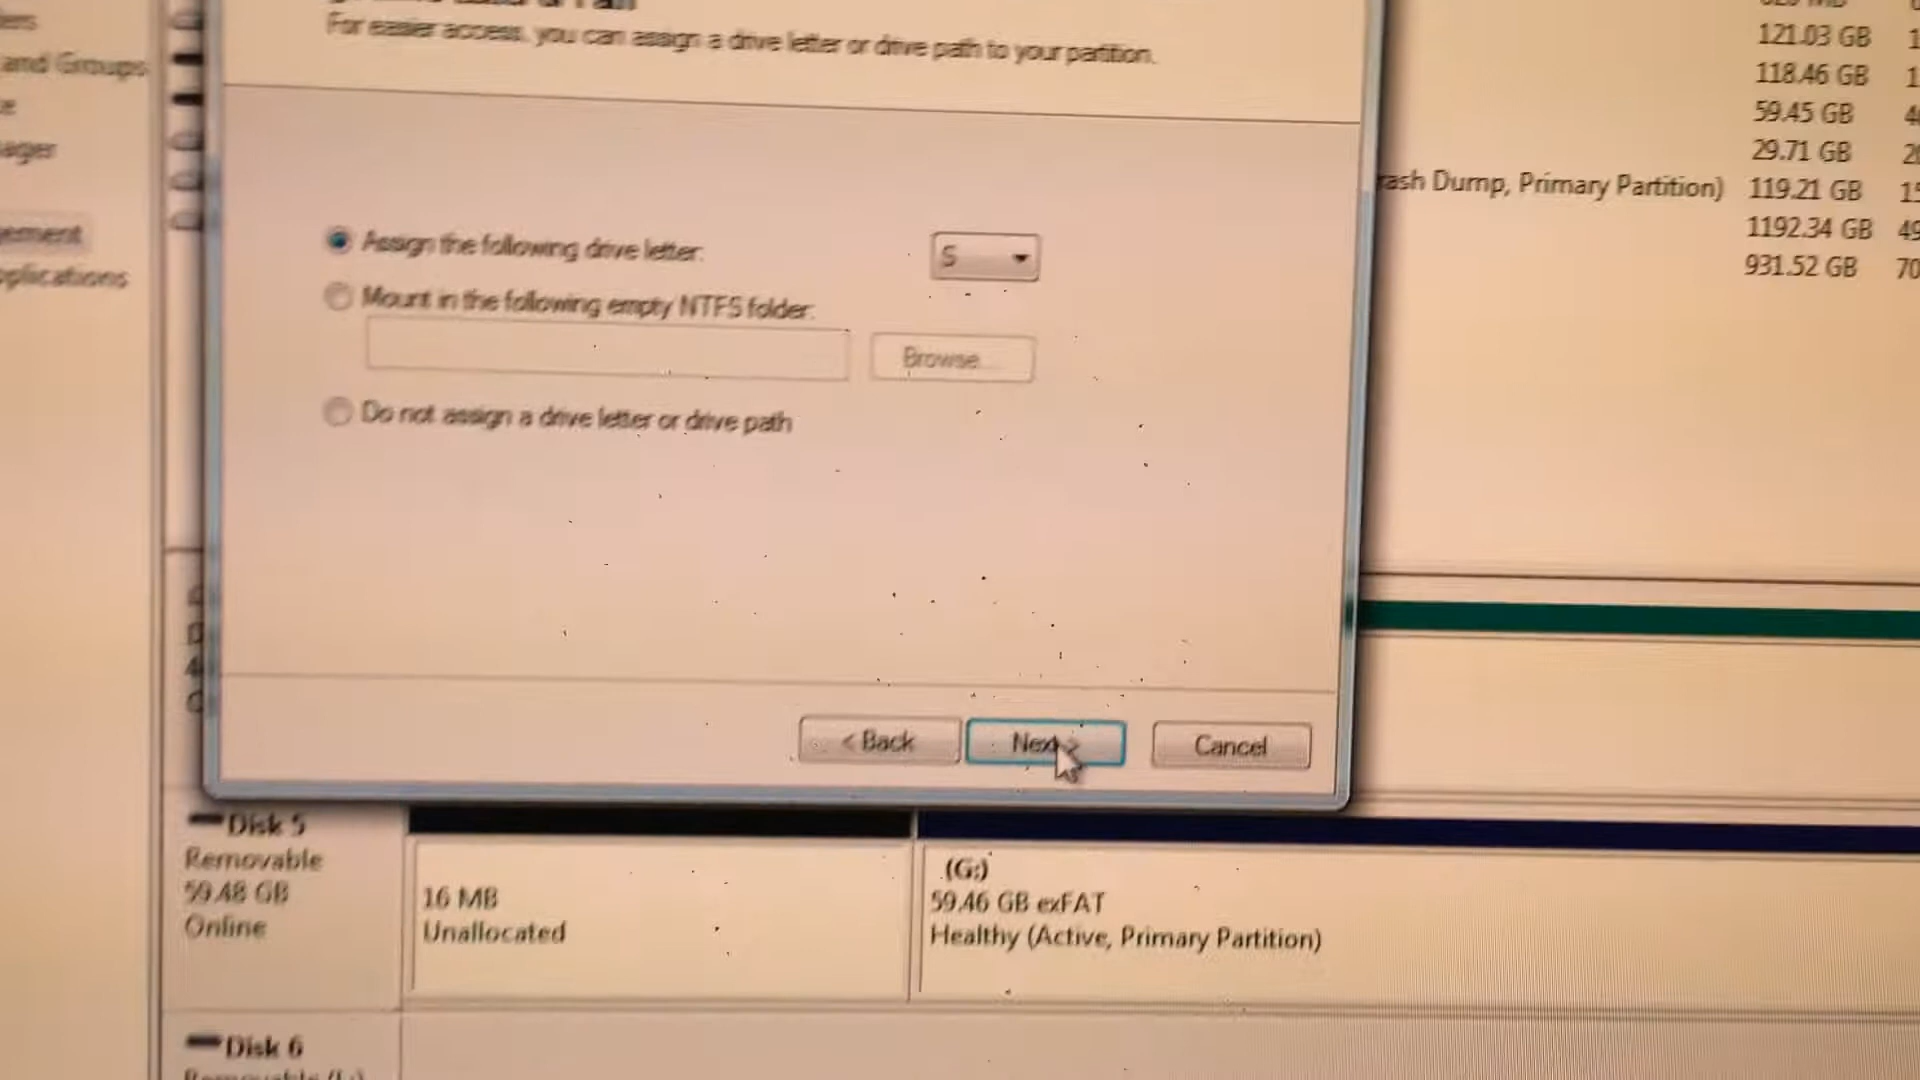 For easier access, you can assign a drive letter or drive path to your partition.
121.03 GB
and Groups
118.46 GB
59.45 GB
29.71 GB
ash Dump, Primary Partition) 119.21 GB
1192.34 GB
931.52 GB
Assign the following drive letter: S
Mount in the following empty NTFS folder:
Browse...
Do not assign a drive letter or drive path
< Back
Next >
Cancel
Disk 5
Removable
59.48 GB
Online
16 MB
Unallocated
(G:)
59.46 GB exFAT
Healthy (Active, Primary Partition)
Disk 6